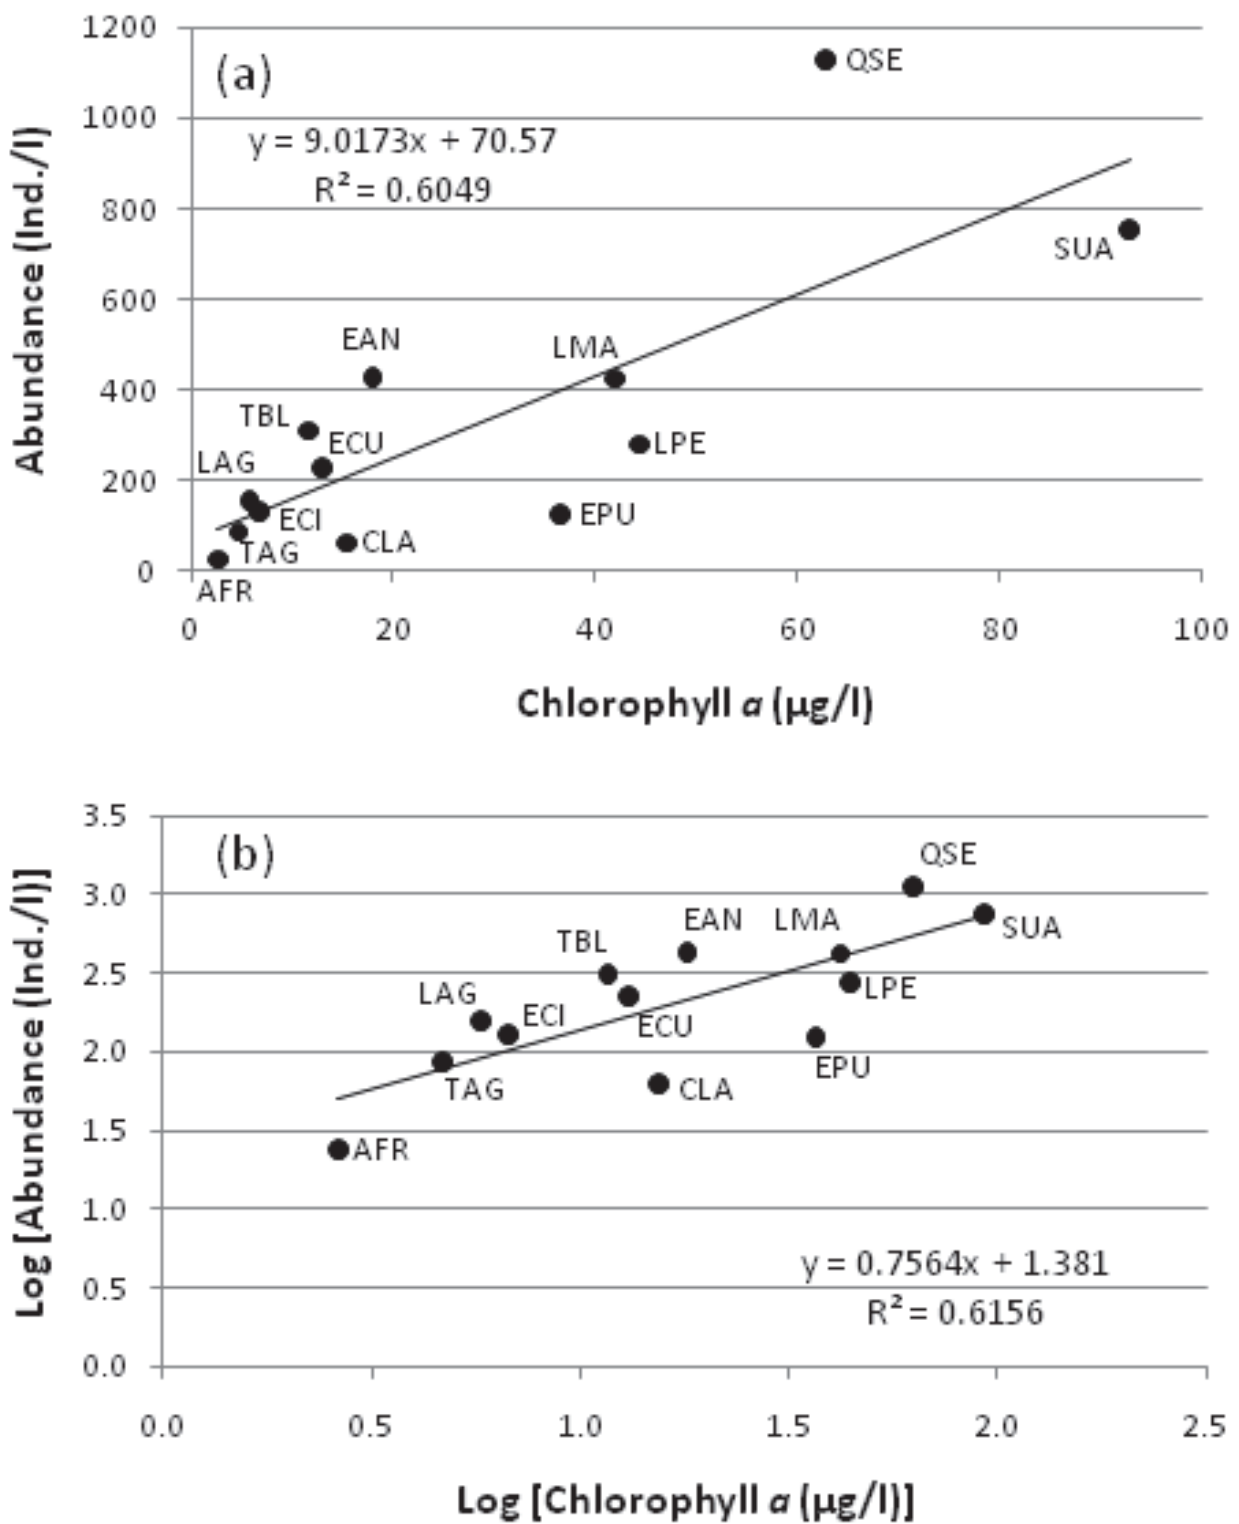 1200
(a)
QSE
1000
y = 9.0173x + 70.57
R² = 0.6049
800
SUA
600
EAN
LMA
400
TBL
ECU
LPE
LAG
200
ECI
EPU
TAG
CLA
0
AFR
0 20 40 60 80 100
Abundance (Ind./l)
Chlorophyll a (µg/l)
3.5
(b)
QSE
3.0
EAN
LMA
SUA
TBL
2.5
LAG
ECI
ECU
LPE
2.0
TAG
CLA
EPU
1.5
AFR
1.0
y = 0.7564x + 1.381
0.5
R² = 0.6156
0.0
0.0 0.5 1.0 1.5 2.0 2.5
Log [Abundance (Ind./l)]
Log [Chlorophyll a (µg/l)]